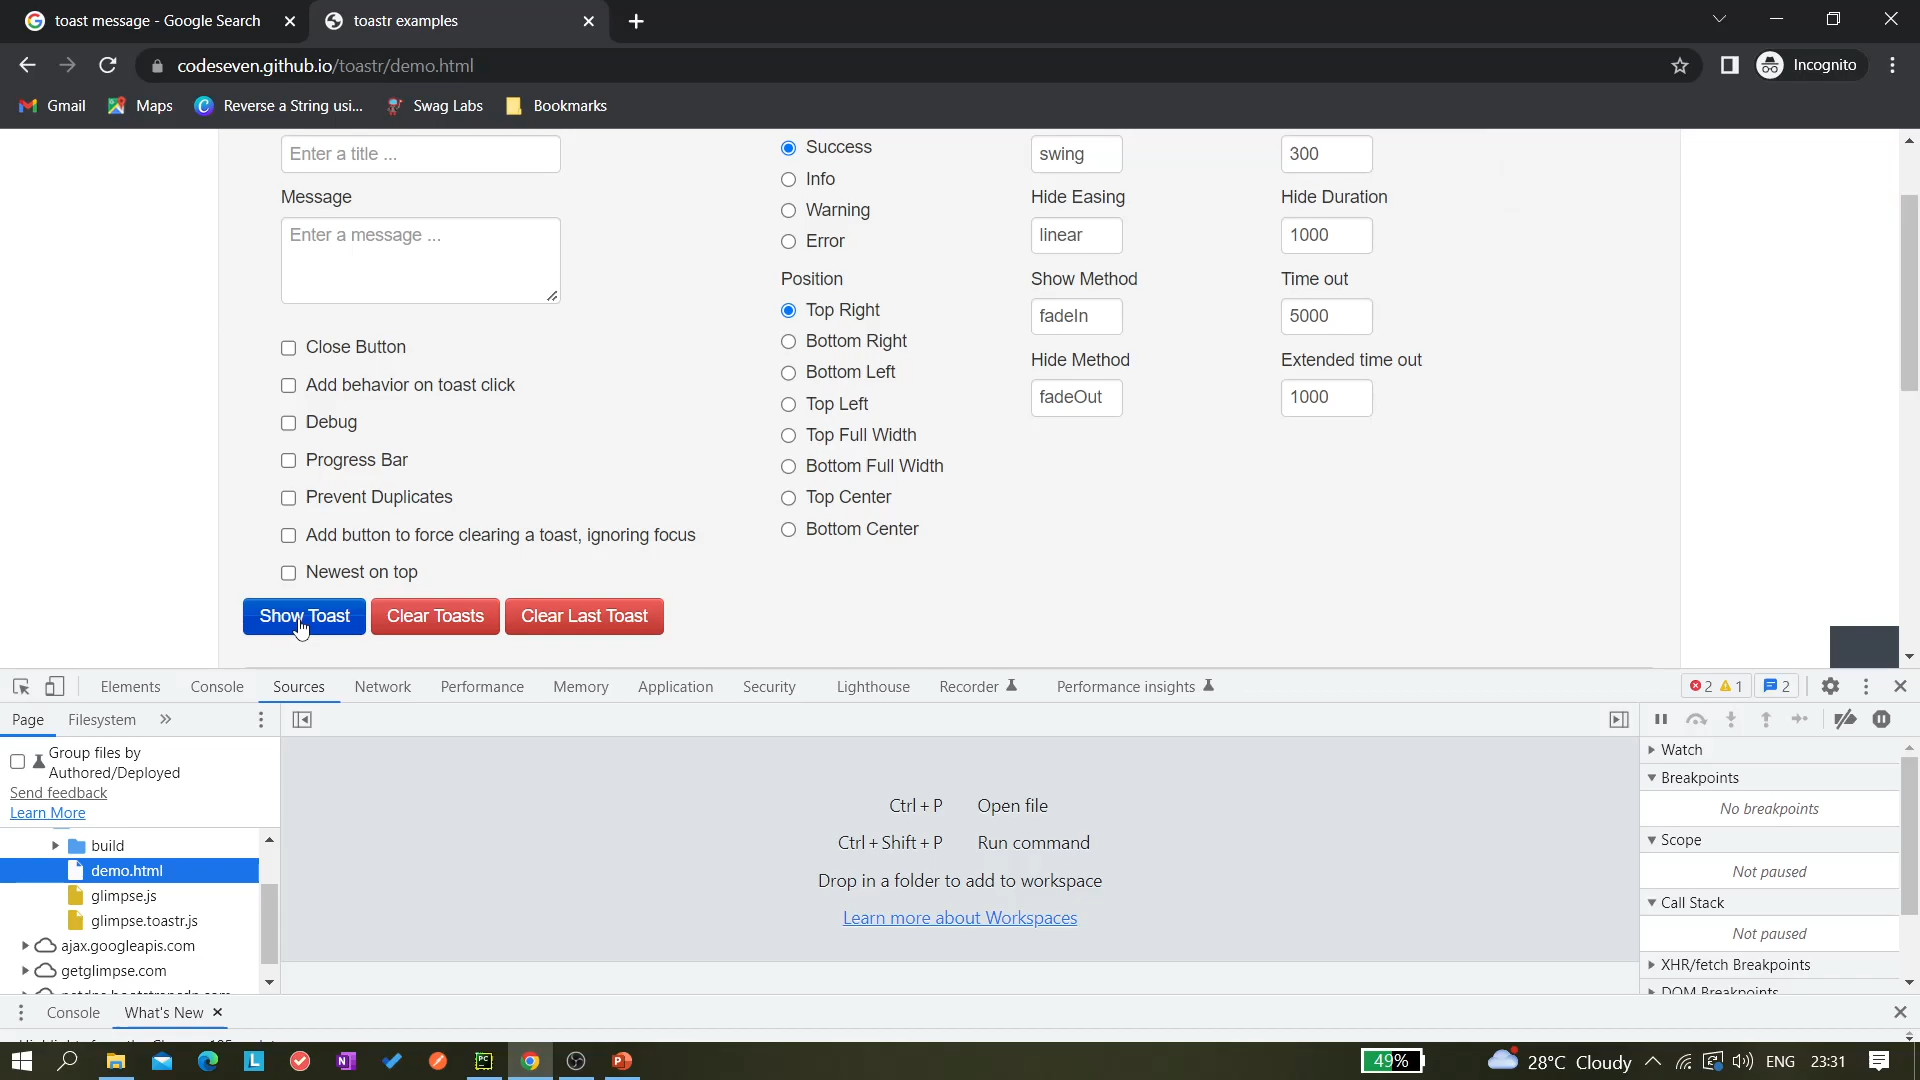 toast message - Google Search
toastr examples
codeseven.github.io/toastr/demo.html
Incognito
Gmail
Maps
Reverse a String usi...
Swag Labs
Bookmarks
Enter a title ...
Message
Enter a message ...
Close Button
Add behavior on toast click
Debug
Progress Bar
Prevent Duplicates
Add button to force clearing a toast, ignoring focus
Newest on top
Success
Info
Warning
Error
Position
Top Right
Bottom Right
Bottom Left
Top Left
Top Full Width
Bottom Full Width
Top Center
Bottom Center
swing
Hide Easing
linear
Show Method
fadeIn
Hide Method
fadeOut
300
Hide Duration
1000
Time out
5000
Extended time out
1000
Show Toast
Clear Toasts
Clear Last Toast
Elements
Console
Sources
Network
Performance
Memory
Application
Security
Lighthouse
Recorder
Performance insights
2
1
2
Page
Filesystem
Group files by
Authored/Deployed
Send feedback
Learn More
build
demo.html
glimpse.js
glimpse.toastr.js
ajax.googleapis.com
getglimpse.com
Ctrl + P Open file
Ctrl + Shift + P Run command
Drop in a folder to add to workspace
Learn more about Workspaces
Watch
Breakpoints
No breakpoints
Scope
Not paused
Call Stack
Not paused
XHR/fetch Breakpoints
DOM Breakpoints
Console
What's New
49%
28°C Cloudy
ENG
23:31